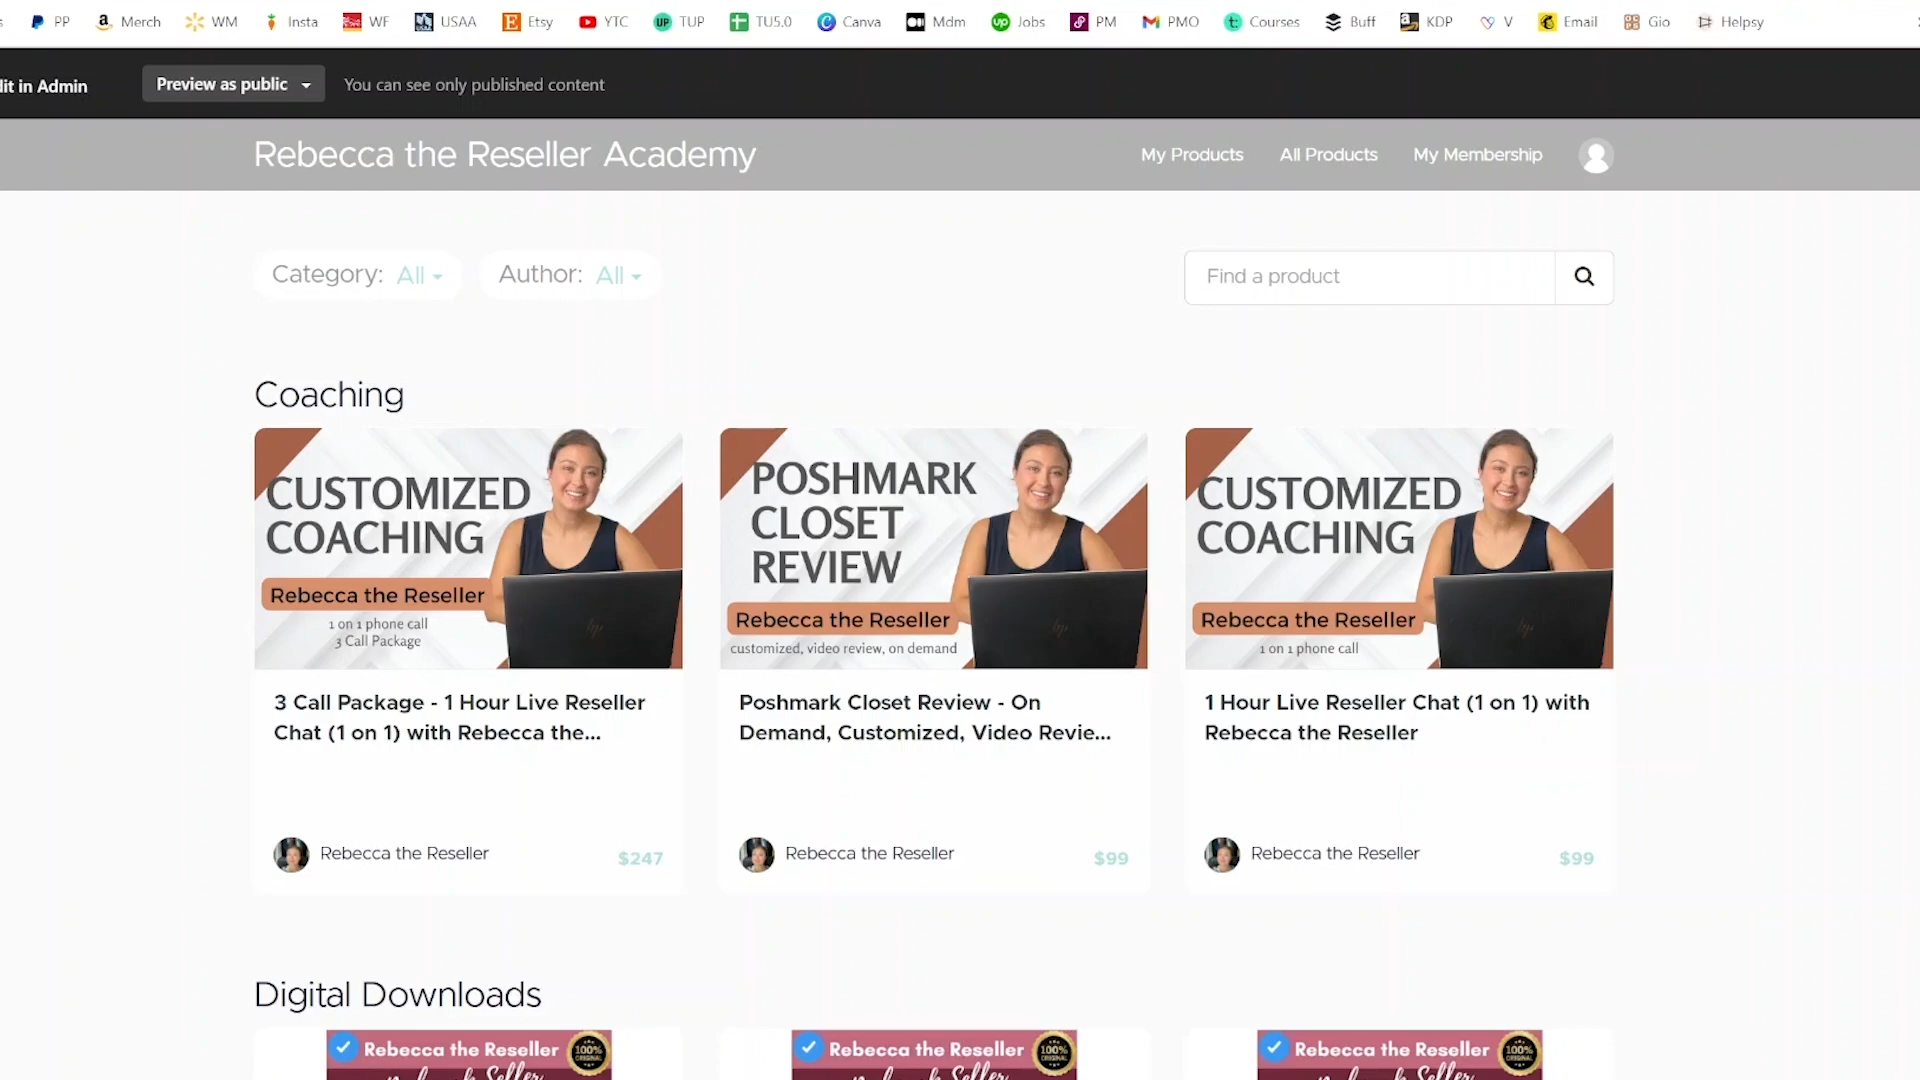 PP Merch WM Insta WF USAA Etsy YTC TUP TU5.0 Canva Mdm Jobs PM PMO Courses Buff KDP V Email Gio Helpsy
dit in Admin Preview as public You can see only published content
Rebecca the Reseller Academy My Products All Products My Membership
Category: All Author: All Find a product
Coaching
CUSTOMIZED
COACHING
Rebecca the Reseller
1 on 1 phone call
3 Call Package
POSHMARK
CLOSET
REVIEW
Rebecca the Reseller
customized, video review, on demand
CUSTOMIZED
COACHING
Rebecca the Reseller
1 on 1 phone call
3 Call Package - 1 Hour Live Reseller
Chat (1 on 1) with Rebecca the...
Rebecca the Reseller $247
Poshmark Closet Review - On
Demand, Customized, Video Revie...
Rebecca the Reseller $99
1 Hour Live Reseller Chat (1 on 1) with
Rebecca the Reseller
Rebecca the Reseller $99
Digital Downloads
Rebecca the Reseller 100% ORIGINAL
Rebecca the Reseller 100% ORIGINAL
Rebecca the Reseller 100% ORIGINAL